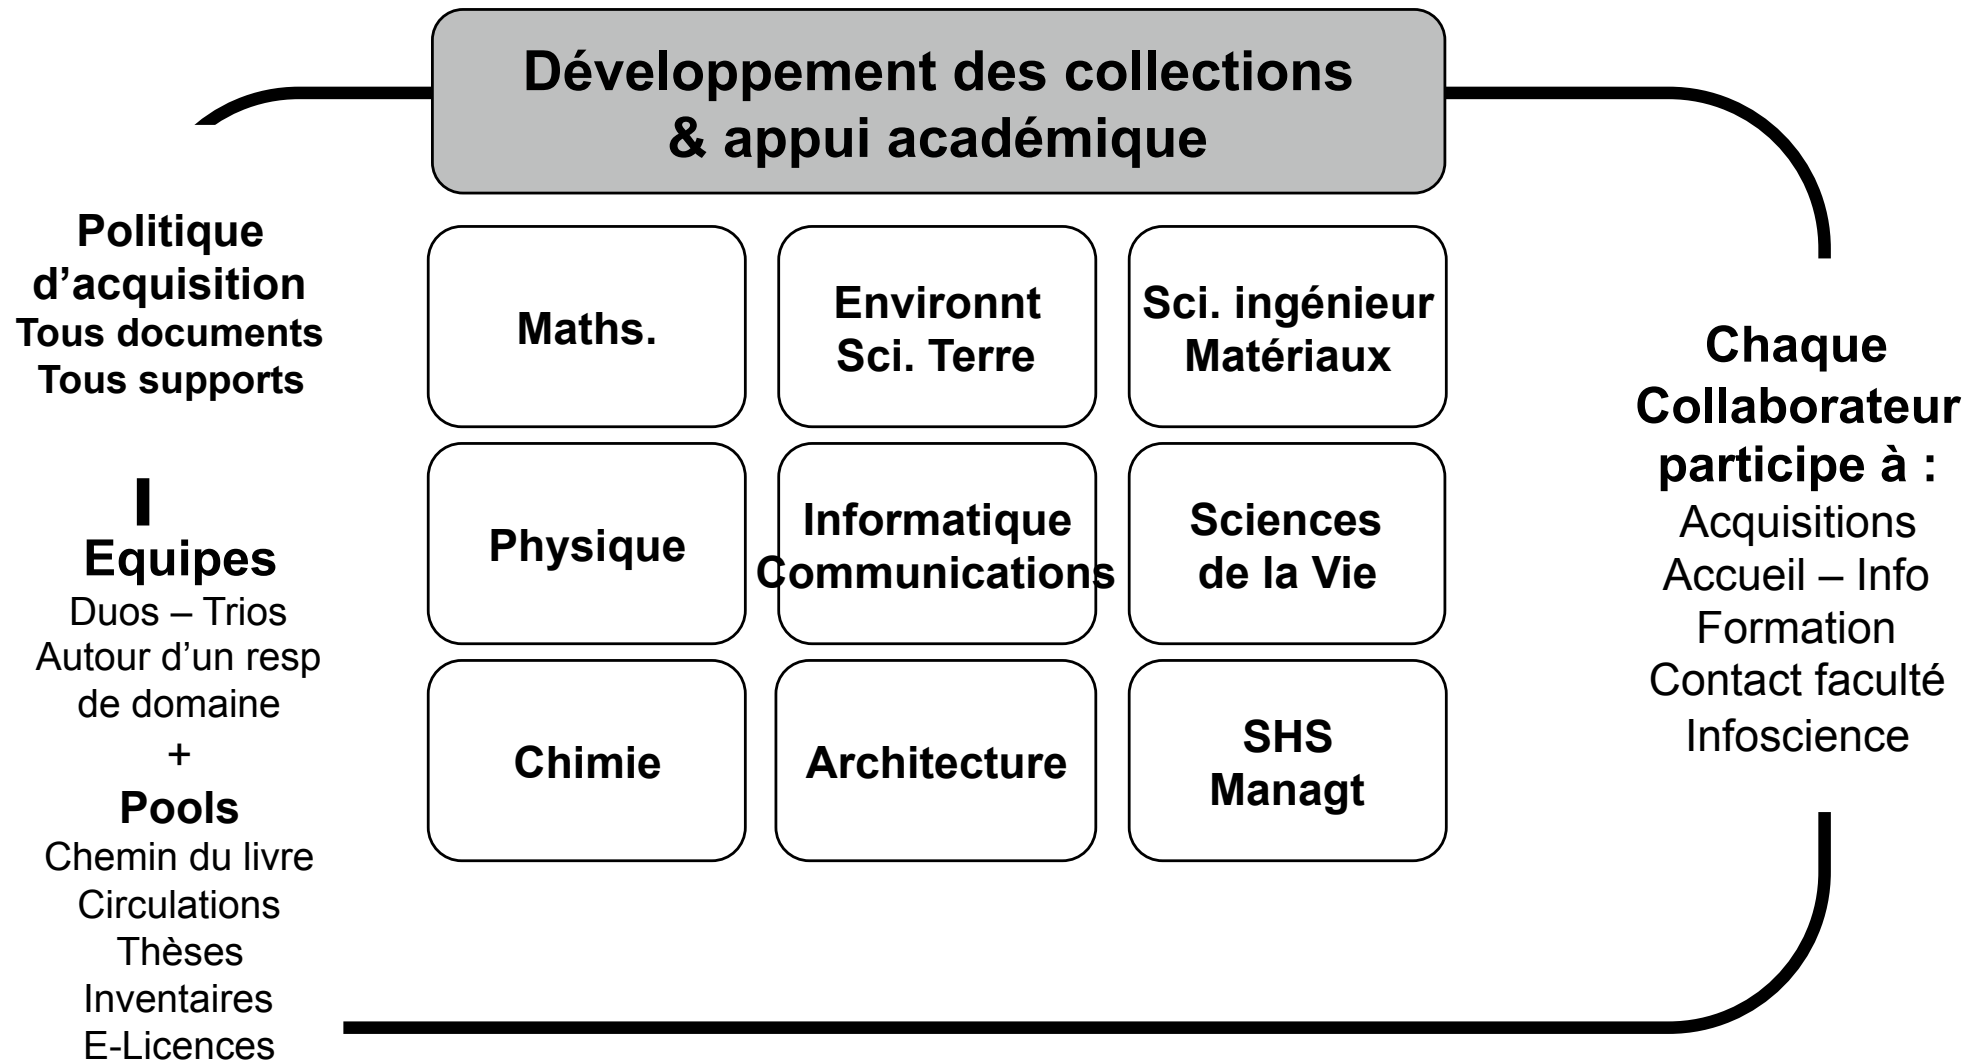 Développement des collections
& appui académique
Politique
d’acquisition
Tous documents
Tous supports
Equipes
Duos – Trios
Autour d’un resp
de domaine
+
Pools
Chemin du livre
Circulations
Thèses
Inventaires
E-Licences
Maths.
Environnt
Sci. Terre
Sci. ingénieur
Matériaux
Physique
Informatique
Communications
Sciences
de la Vie
Chimie
Architecture
SHS
Managt
Chaque
Collaborateur
participe à :
Acquisitions
Accueil – Info
Formation
Contact faculté
Infoscience